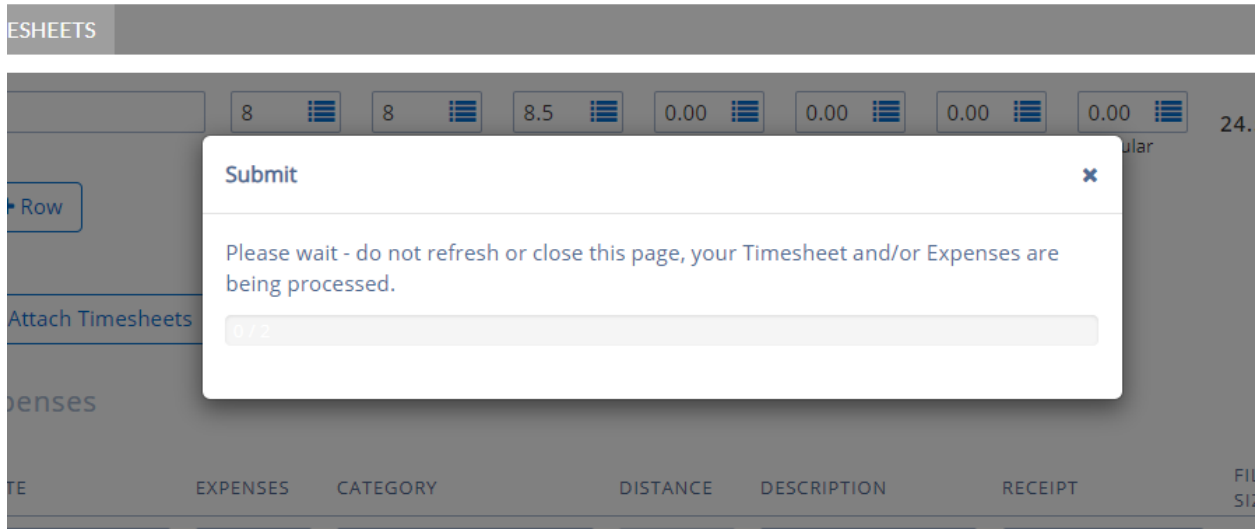 ESHEETS
8 8 8.5 0.00 0.00 0.00 0.00 24.
ular
Submit
+ Row
Please wait - do not refresh or close this page, your Timesheet and/or Expenses are
being processed.
Attach Timesheets
0 / 2
penses
TE EXPENSES CATEGORY DISTANCE DESCRIPTION RECEIPT FIL
SIZ